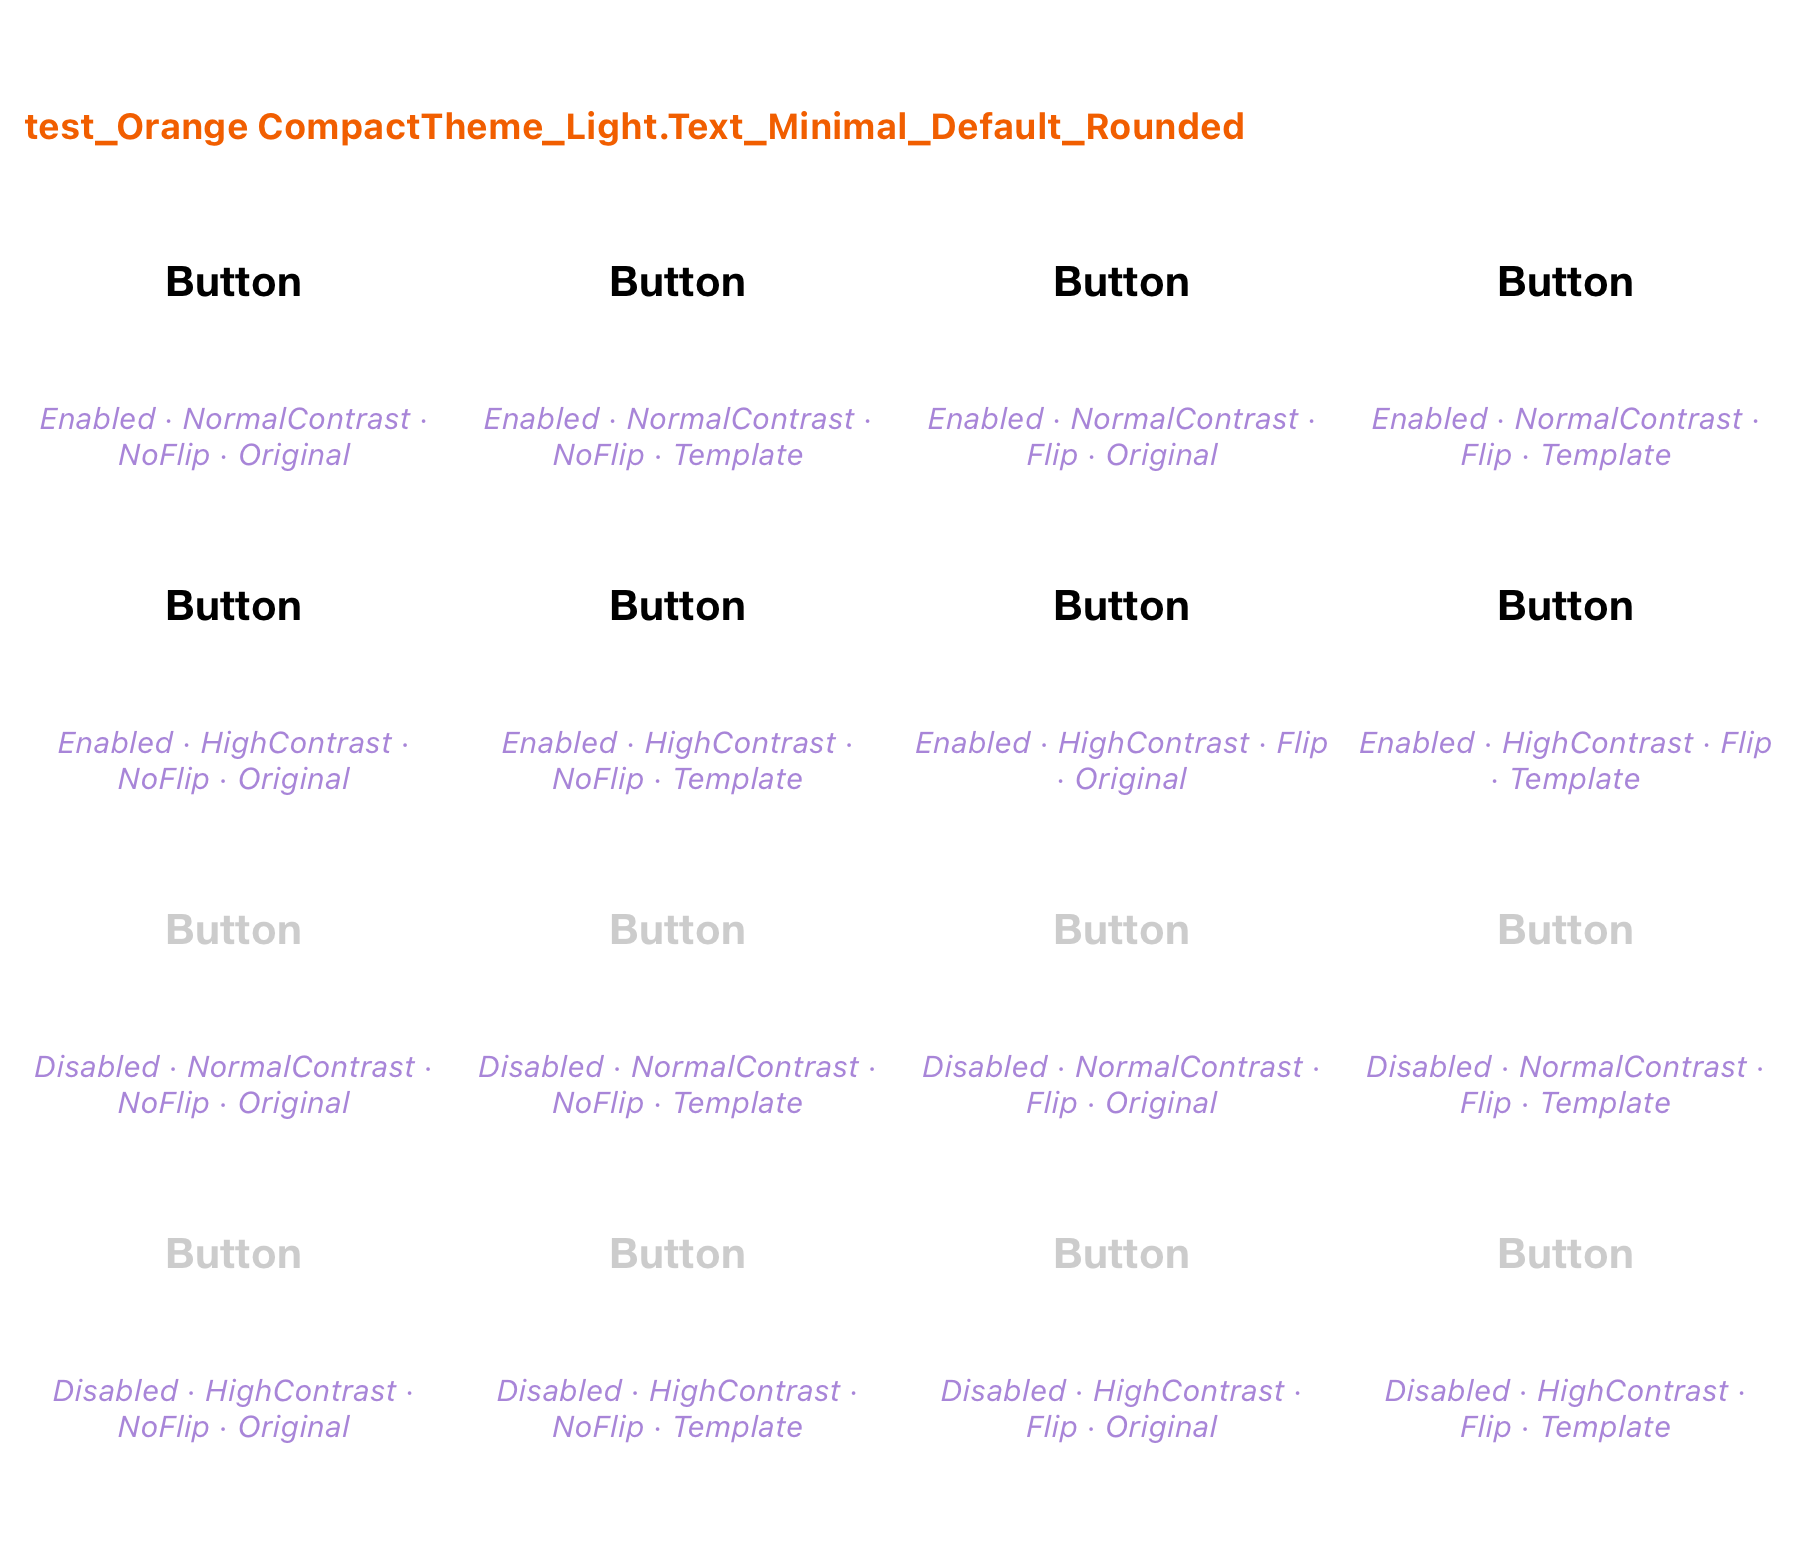 test_Orange CompactTheme_Light.Text_Minimal_Default_Rounded
Button Button Button Button
Enabled · NormalContrast · Enabled · NormalContrast · Enabled · NormalContrast · Enabled · NormalContrast ·
NoFlip · Original NoFlip · Template Flip · Original Flip · Template
Button Button Button Button
Enabled · HighContrast · Enabled · HighContrast · Enabled · HighContrast · Flip Enabled · HighContrast · Flip
NoFlip · Original NoFlip · Template · Original · Template
Button Button Button Button
Disabled · NormalContrast · Disabled · NormalContrast · Disabled · NormalContrast · Disabled · NormalContrast ·
NoFlip · Original NoFlip · Template Flip · Original Flip · Template
Button Button Button Button
Disabled · HighContrast · Disabled · HighContrast · Disabled · HighContrast · Disabled · HighContrast ·
NoFlip · Original NoFlip · Template Flip · Original Flip · Template